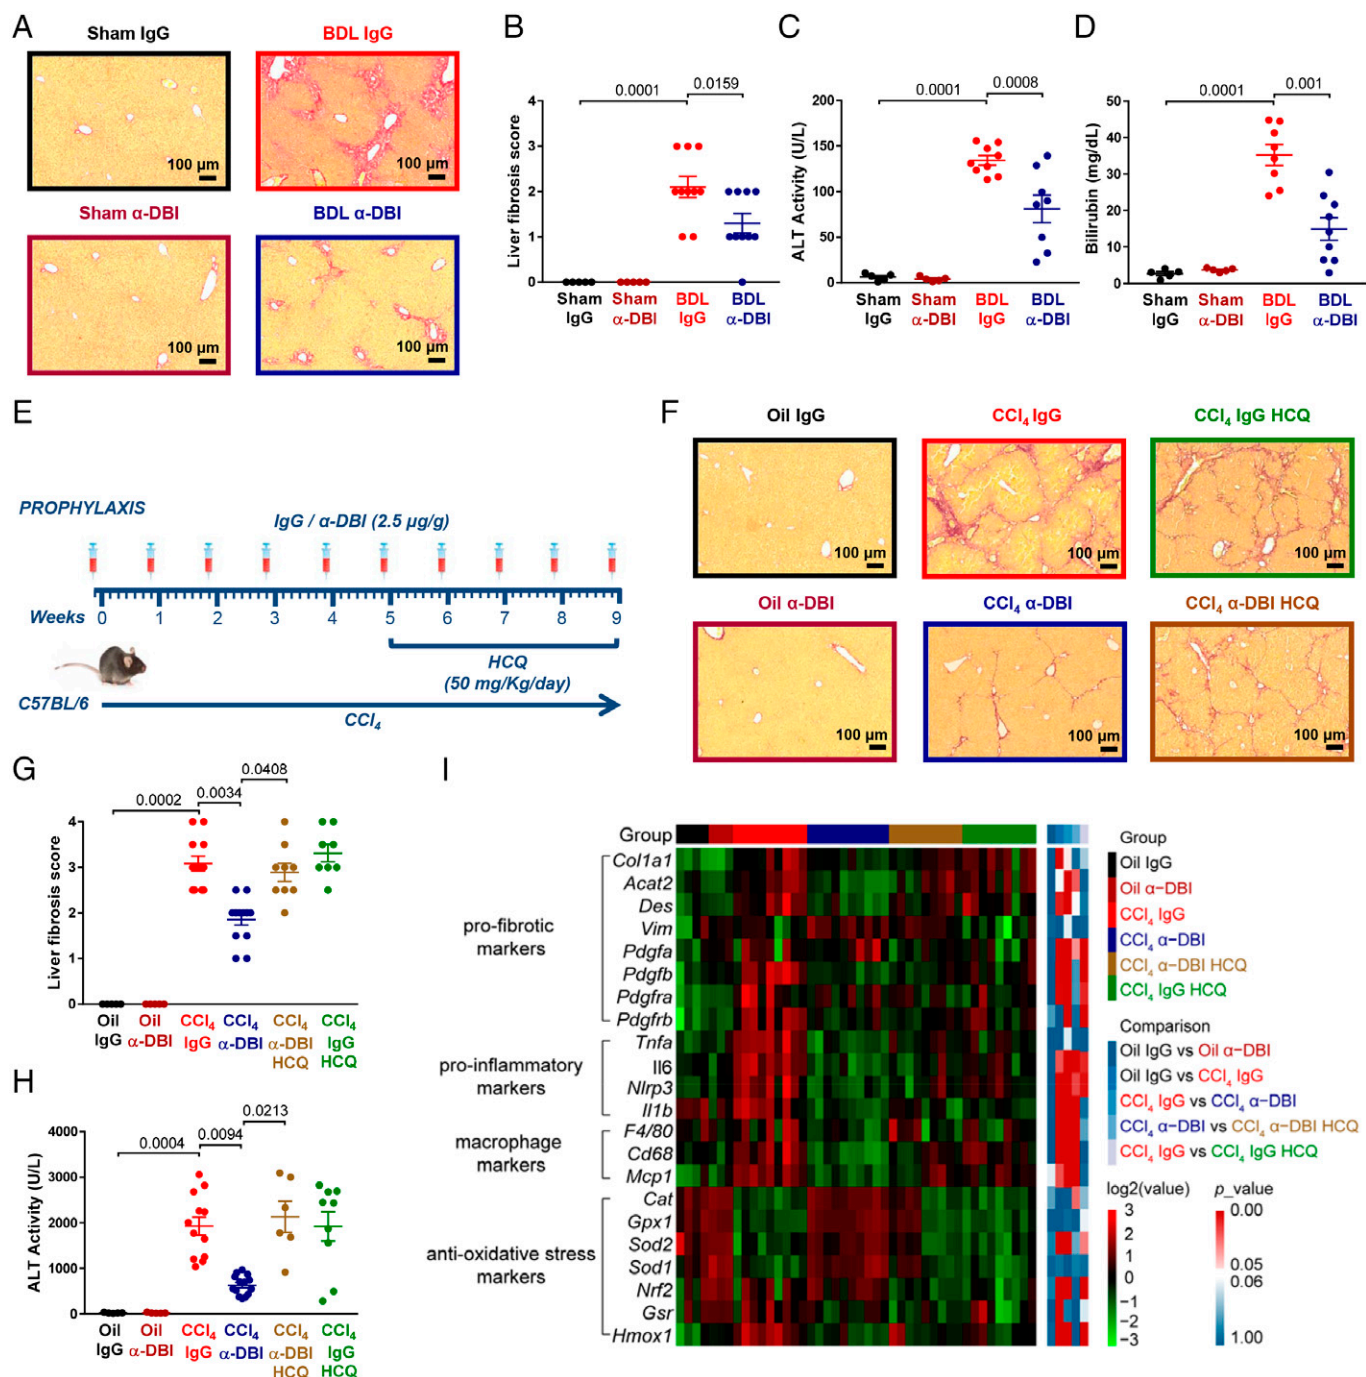 A
Sham IgG
BDL IgG
100 µm
100 µm
Sham α-DBI
BDL α-DBI
100 µm
100 µm
B
0.0001
0.0159
Liver fibrosis score
4
3
2
1
0
Sham
IgG
Sham
α-DBI
BDL
IgG
BDL
α-DBI
C
0.0001
0.0008
ALT Activity (U/L)
200
150
100
50
0
Sham
IgG
Sham
α-DBI
BDL
IgG
BDL
α-DBI
D
0.0001
0.001
Bilirubin (mg/dL)
50
40
30
20
10
0
Sham
IgG
Sham
α-DBI
BDL
IgG
BDL
α-DBI
E
PROPHYLAXIS
IgG / α-DBI (2.5 µg/g)
Weeks 0 1 2 3 4 5 6 7 8 9
HCQ
(50 mg/Kg/day)
C57BL/6
CCl4
F
Oil IgG
CCl4 IgG
CCl4 IgG HCQ
100 µm
100 µm
100 µm
Oil α-DBI
CCl4 α-DBI
CCl4 α-DBI HCQ
100 µm
100 µm
100 µm
G
0.0002
0.0034
0.0408
Liver fibrosis score
4
3
2
1
0
Oil
IgG
Oil
α-DBI
CCl4
IgG
CCl4
α-DBI
CCl4
α-DBI
HCQ
CCl4
IgG
HCQ
H
0.0004
0.0094
0.0213
ALT Activity (U/L)
4000
3000
2000
1000
0
Oil
IgG
Oil
α-DBI
CCl4
IgG
CCl4
α-DBI
CCl4
α-DBI
HCQ
CCl4
IgG
HCQ
I
Group
pro-fibrotic
markers
Col1a1
Acat2
Des
Vim
Pdgfa
Pdgfb
Pdgfra
Pdgfrb
pro-inflammatory
markers
Tnfa
Il6
Nlrp3
Il1b
macrophage
markers
F4/80
Cd68
Mcp1
anti-oxidative stress
markers
Cat
Gpx1
Sod2
Sod1
Nrf2
Gsr
Hmox1
Group
Oil IgG
Oil α-DBI
CCl4 IgG
CCl4 α-DBI
CCl4 α-DBI HCQ
CCl4 IgG HCQ
Comparison
Oil IgG vs Oil α-DBI
Oil IgG vs CCl4 IgG
CCl4 IgG vs CCl4 α-DBI
CCl4 α-DBI vs CCl4 α-DBI HCQ
CCl4 IgG vs CCl4 IgG HCQ
log2(value)
3
2
1
0
−1
−2
−3
p_value
0.00
0.05
0.06
1.00